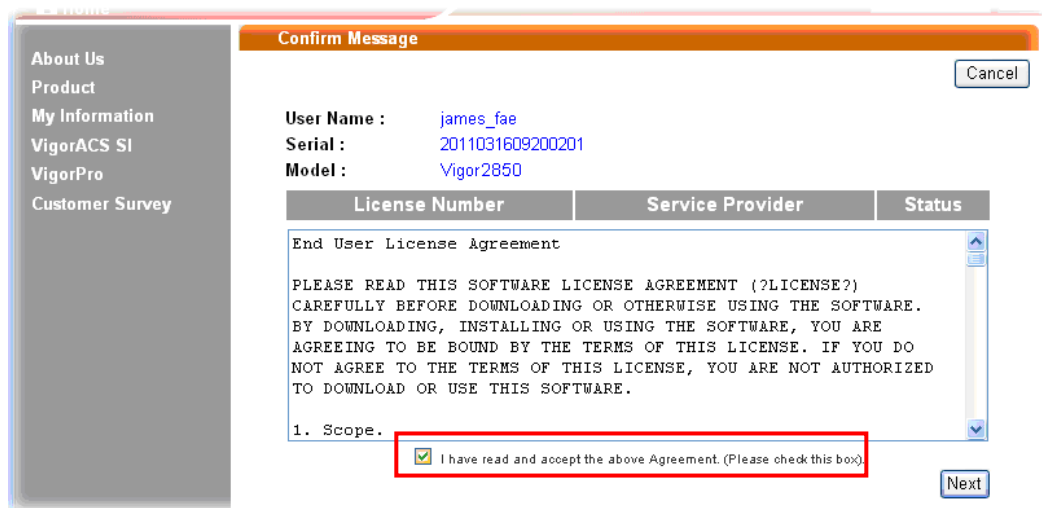 Home
Confirm Message
About Us
Product
My Information
VigorACS SI
VigorPro
Customer Survey
Cancel
User Name : james_fae
Serial : 2011031609200201
Model : Vigor2850
License Number Service Provider Status
End User License Agreement
PLEASE READ THIS SOFTWARE LICENSE AGREEMENT (?LICENSE?)
CAREFULLY BEFORE DOWNLOADING OR OTHERWISE USING THE SOFTWARE.
BY DOWNLOADING, INSTALLING OR USING THE SOFTWARE, YOU ARE
AGREEING TO BE BOUND BY THE TERMS OF THIS LICENSE. IF YOU DO
NOT AGREE TO THE TERMS OF THIS LICENSE, YOU ARE NOT AUTHORIZED
TO DOWNLOAD OR USE THIS SOFTWARE.
1. Scope.
I have read and accept the above Agreement. (Please check this box).
Next